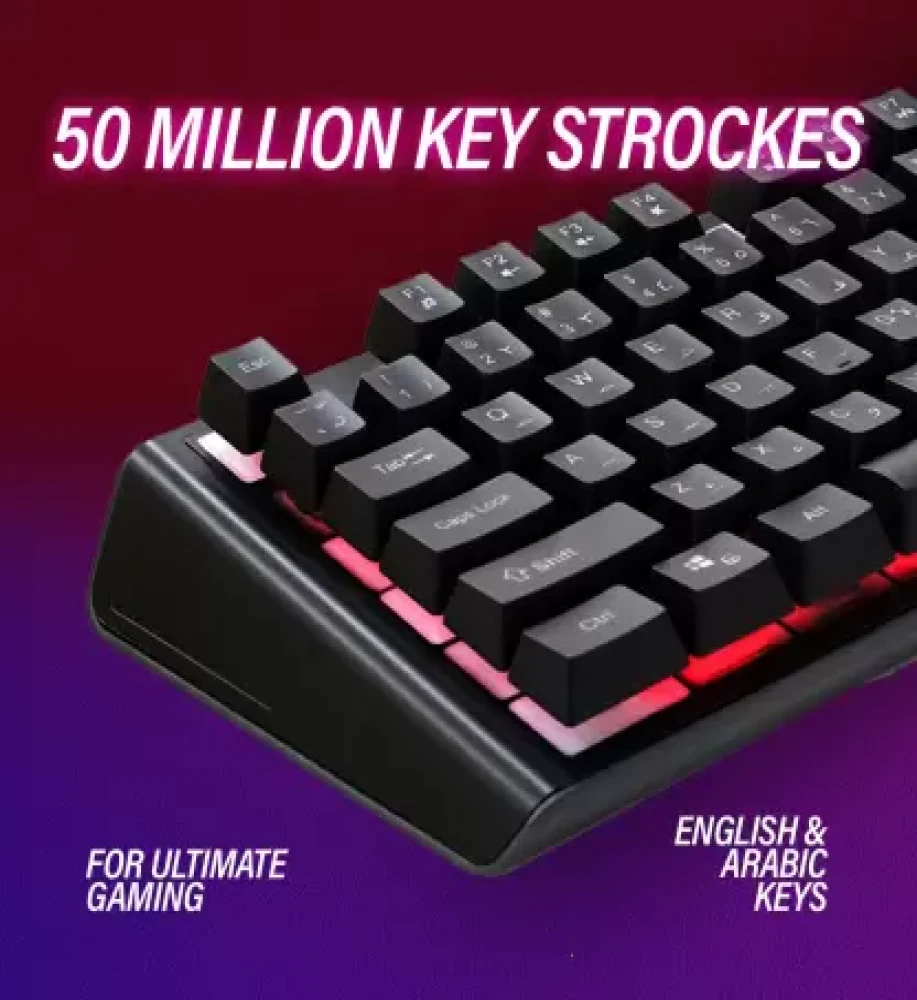 50 MILLION KEY STROCKES
F4
F3
F2
F1
Esc
R
E
W
Q
Tab
F
D
S
A
Caps Lock
C
X
Z
Shift
Alt
Ctrl
FOR ULTIMATE
GAMING
ENGLISH &
ARABIC
KEYS